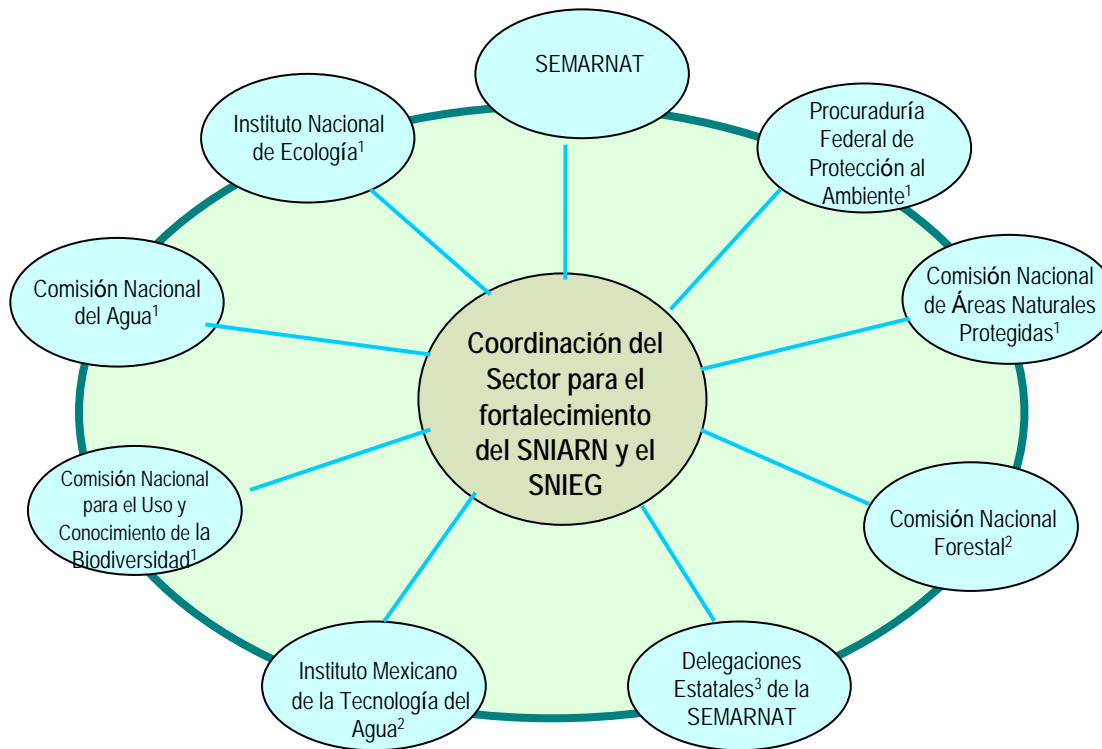 SEMARNAT
Procuraduría
Federal de
Protección al
Ambiente¹
Instituto Nacional
de Ecología¹
Comisión Nacional
de Áreas Naturales
Protegidas¹
Comisión Nacional
del Agua¹
Coordinación del
Sector para el
fortalecimiento
del SNIARN y el
SNIEG
Comisión Nacional
para el Uso y
Conocimiento de la
Biodiversidad¹
Comisión Nacional
Forestal²
Instituto Mexicano
de la Tecnología del
Agua²
Delegaciones
Estatales³ de la
SEMARNAT